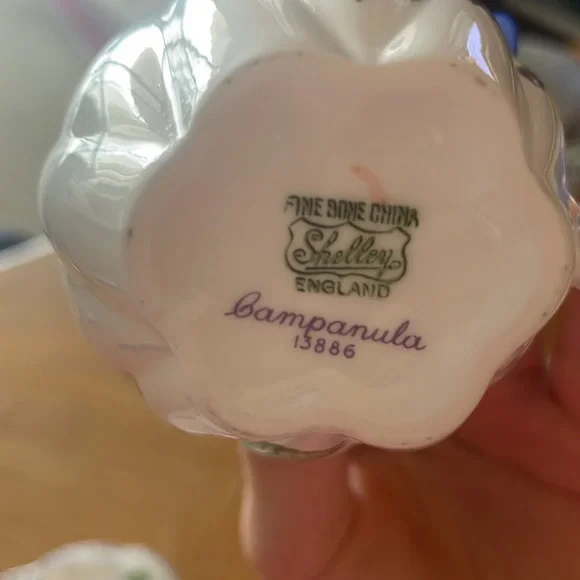 FINE BONE CHINA
Shelley
ENGLAND
Campanula
13886